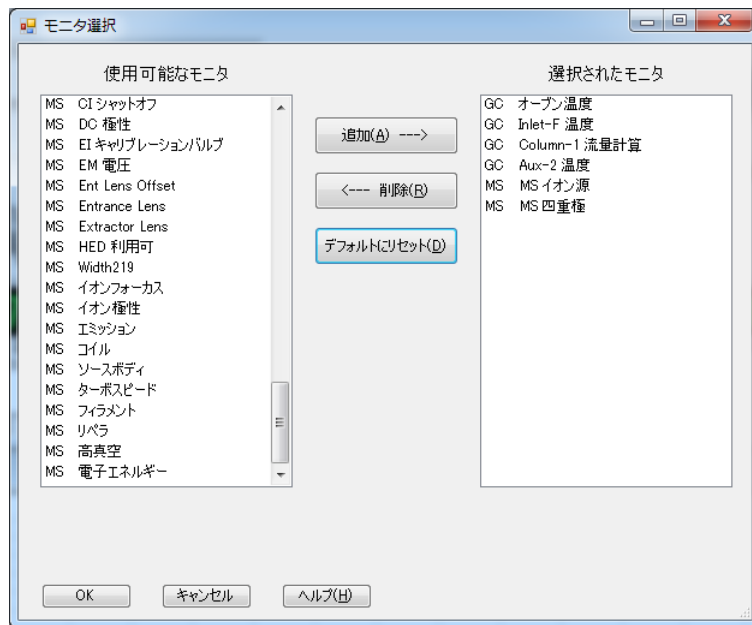 モニタ選択
使用可能なモニタ
MS CIシャットオフ
MS DC 極性
MS EIキャリブレーションバルブ
MS EM 電圧
MS Ent Lens Offset
MS Entrance Lens
MS Extractor Lens
MS HED 利用可
MS Width219
MS イオンフォーカス
MS イオン極性
MS エミッション
MS コイル
MS ソースボディ
MS ターボスピード
MS フィラメント
MS リペラ
MS 高真空
MS 電子エネルギー
追加(A) --->
<--- 削除(R)
デフォルトにリセット(D)
選択されたモニタ
GC オーブン温度
GC Inlet-F 温度
GC Column-1 流量計算
GC Aux-2 温度
MS MSイオン源
MS MS四重極
OK
キャンセル
ヘルプ(H)